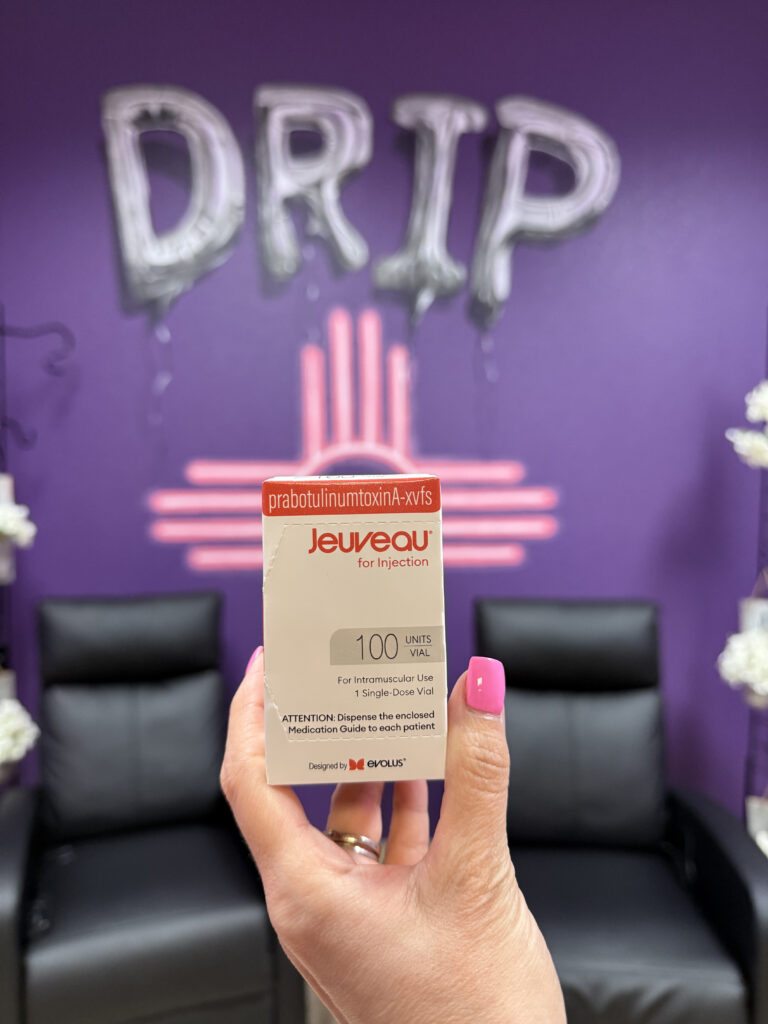 DRIP
prabotulinumtoxinA-xvfs
Jeuveau®
for Injection
100 UNITS
VIAL
For Intramuscular Use
1 Single-Dose Vial
ATTENTION: Dispense the enclosed
Medication Guide to each patient
Designed by evolus®